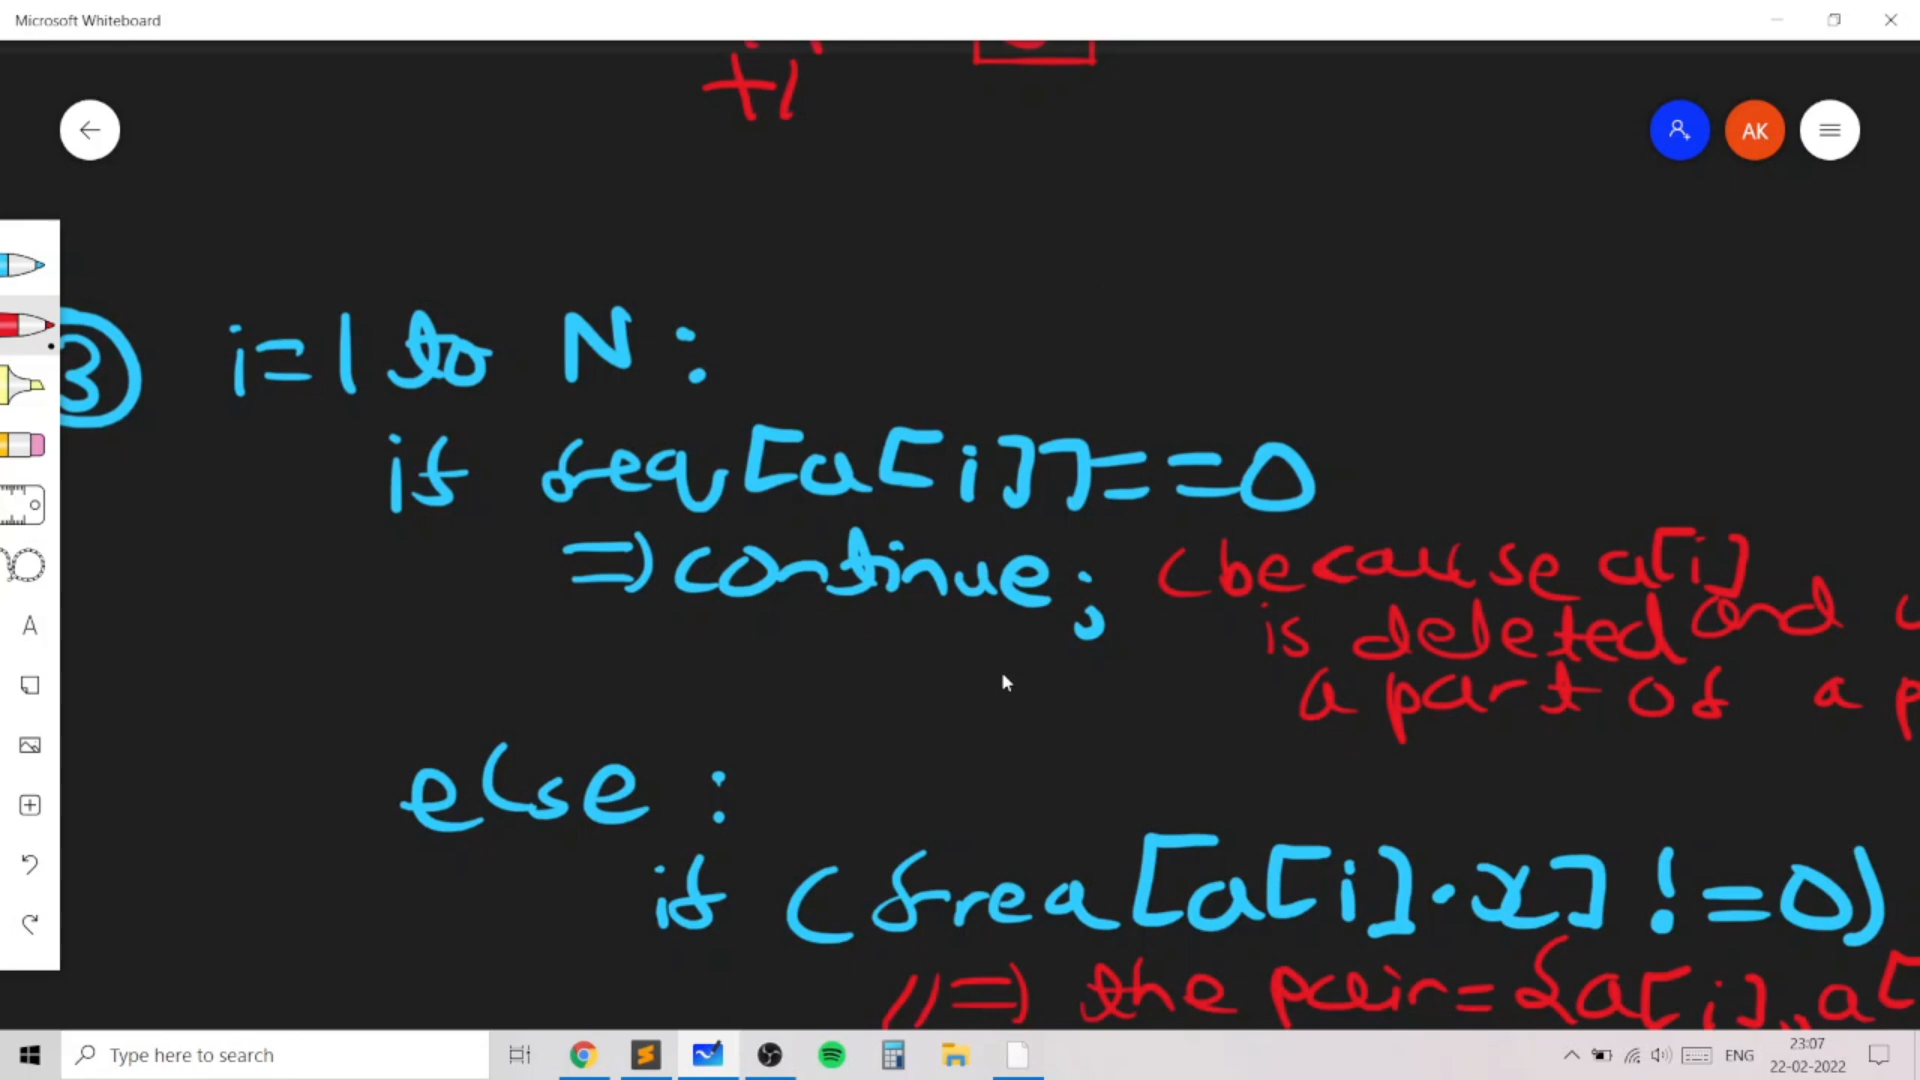 Microsoft Whiteboard
+1
AK
③ i=1 to N :
if freq[a[i]]==0
=> continue; (because a[i]
is deleted and
a part of a p
else :
if (freq[a[i]·x] !=0)
//=> the pair={a[i], a[
A
Type here to search
ENG
23:07
22-02-2022